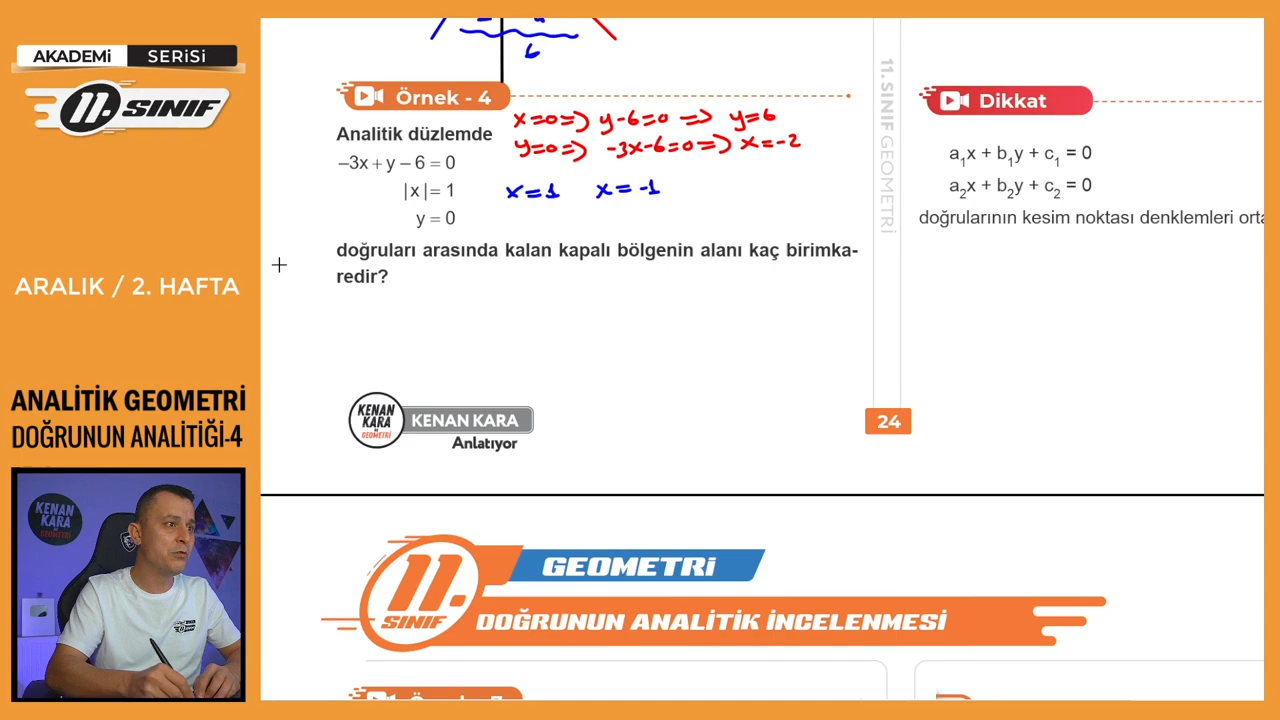 AKADEMİ SERİSİ
11. SINIF
ARALIK / 2. HAFTA
ANALİTİK GEOMETRİ
DOĞRUNUN ANALİTİĞİ-4
KENAN
KARA
GEOMETRİ
6
Örnek - 4
Analitik düzlemde
–3x + y – 6 = 0
|x| = 1
y = 0
x=0=) y-6=0 => y=6
y=0=) -3x-6=0=) x=-2
x=1 x=-1
doğruları arasında kalan kapalı bölgenin alanı kaç birimka-
redir?
KENAN
KARA
GEOMETRİ
KENAN KARA
Anlatıyor
11. SINIF GEOMETRİ
24
Dikkat
a₁x + b₁y + c₁ = 0
a₂x + b₂y + c₂ = 0
doğrularının kesim noktası denklemleri orta
11.
SINIF
GEOMETRİ
DOĞRUNUN ANALİTİK İNCELENMESİ